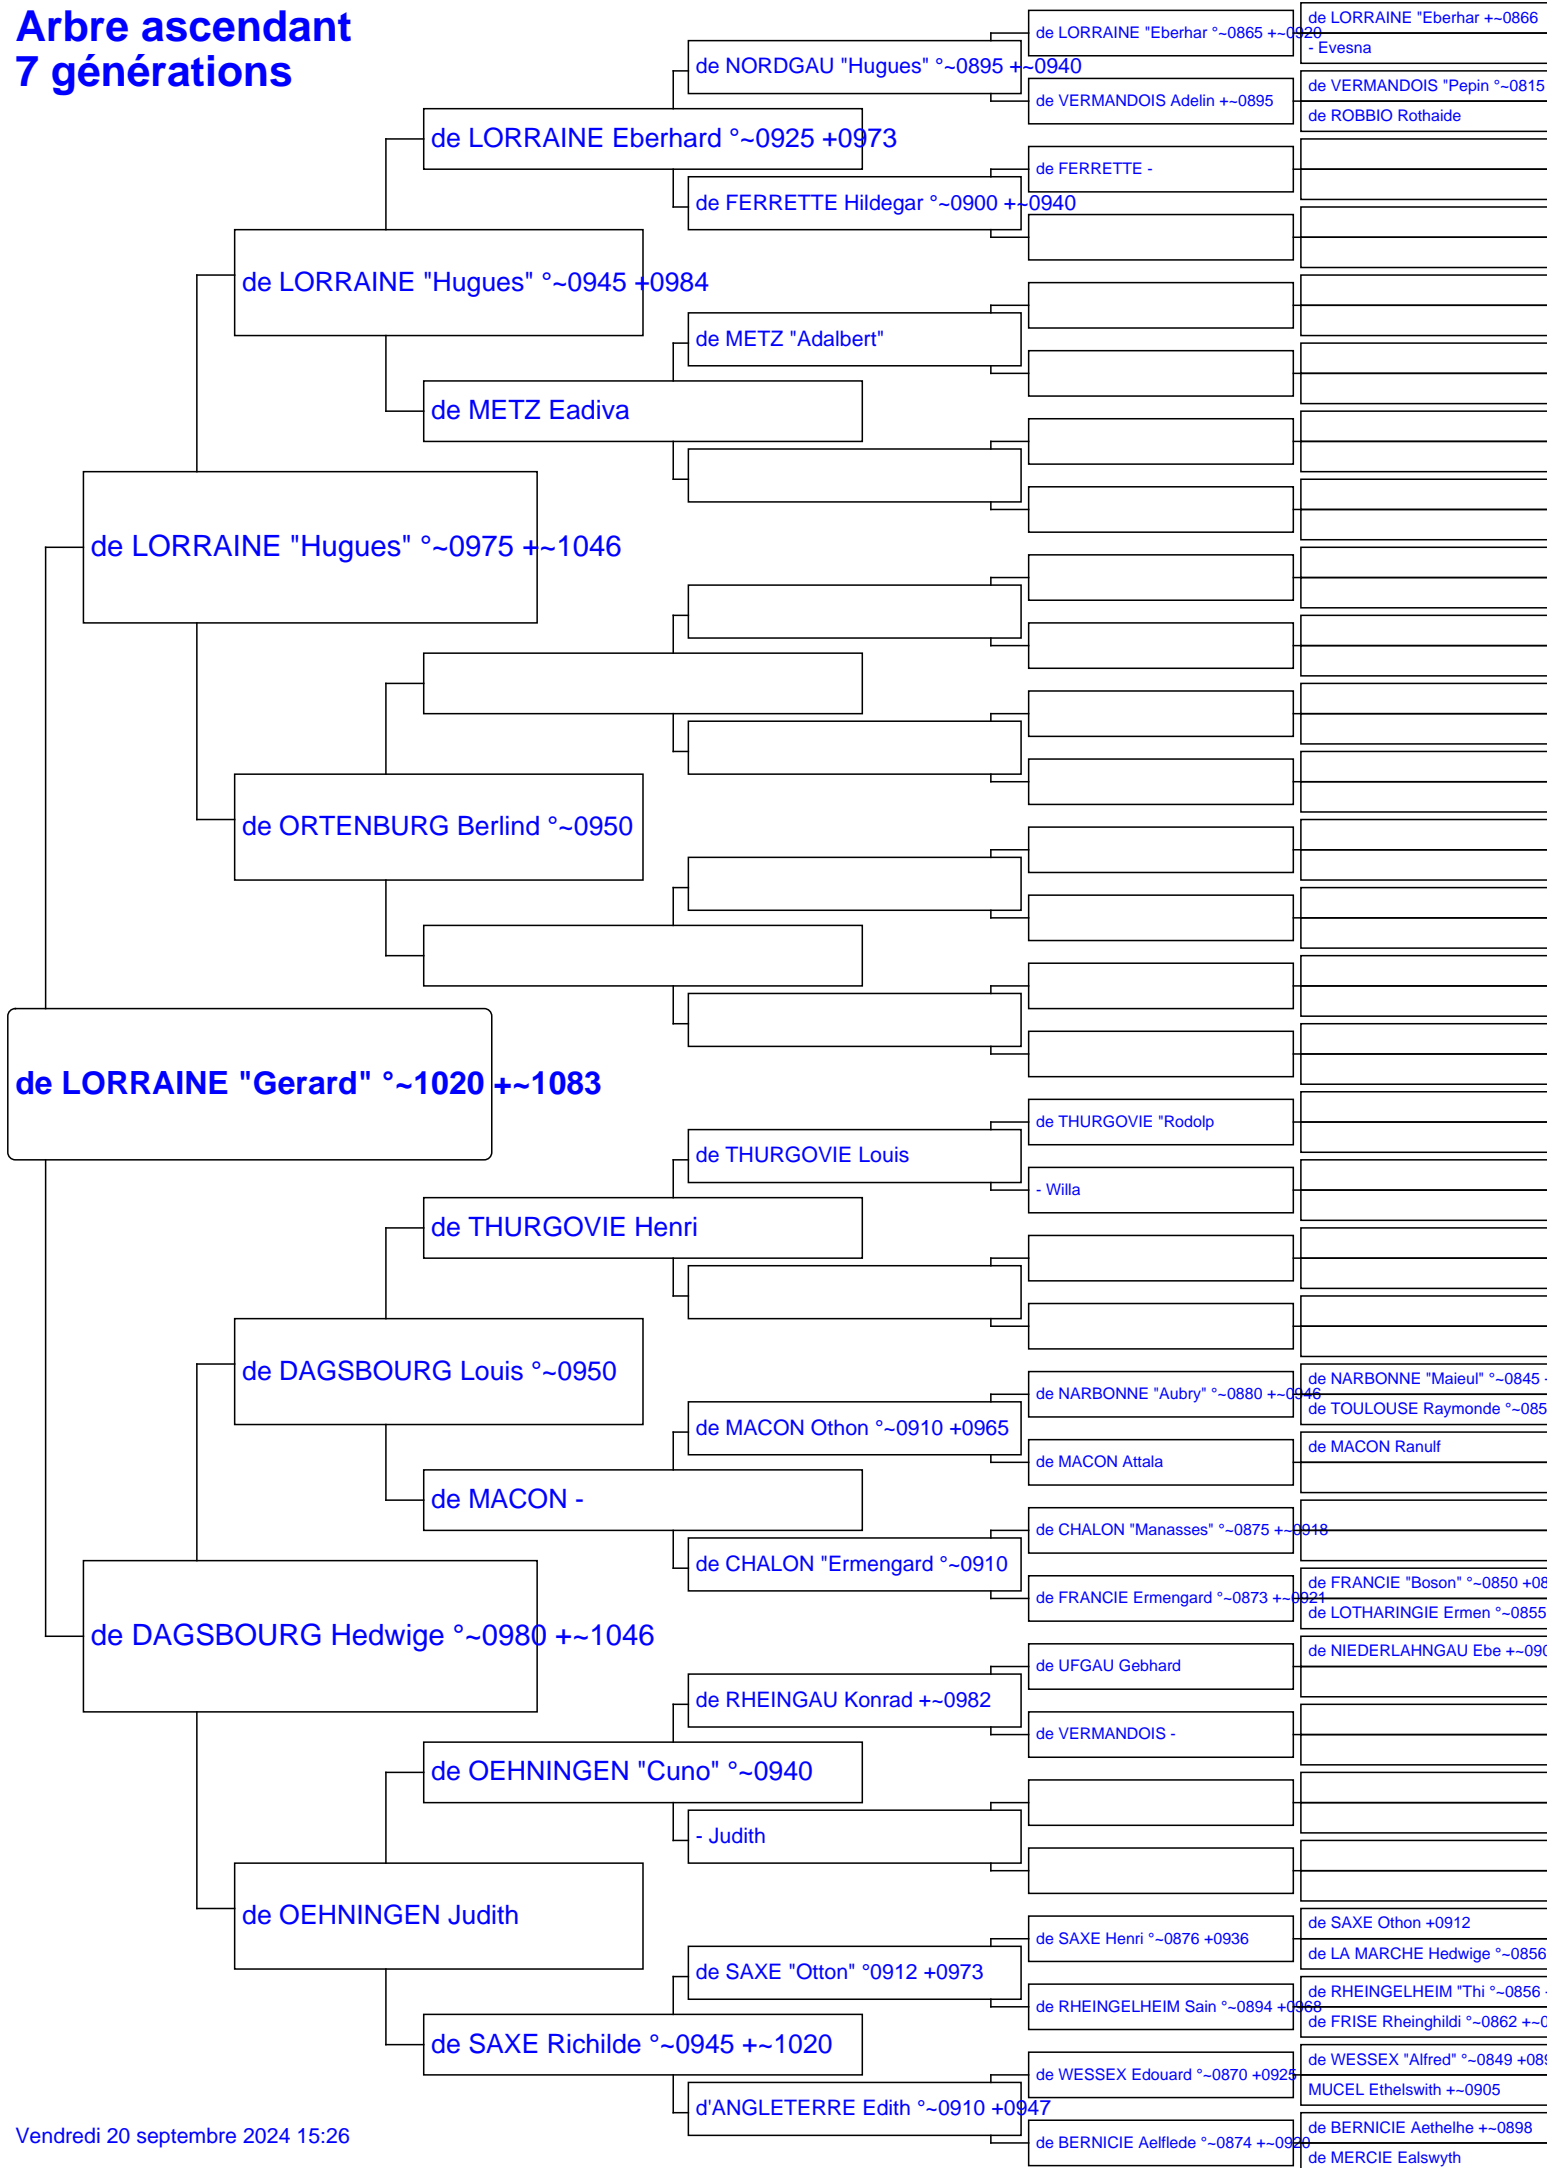 Arbre ascendant
7 générations
de LORRAINE "Eberhar °~0865 +~0920
de LORRAINE "Eberhar +~0866
- Evesna
de NORDGAU "Hugues" °~0895 +~0940
de VERMANDOIS Adelin +~0895
de VERMANDOIS "Pepin °~0815
de ROBBIO Rothaide
de LORRAINE Eberhard °~0925 +0973
de FERRETTE -
de FERRETTE Hildegar °~0900 +~0940
de LORRAINE "Hugues" °~0945 +0984
de METZ "Adalbert"
de METZ Eadiva
de LORRAINE "Hugues" °~0975 +~1046
de ORTENBURG Berlind °~0950
de LORRAINE "Gerard" °~1020 +~1083
de THURGOVIE "Rodolp
de THURGOVIE Louis
- Willa
de THURGOVIE Henri
de DAGSBOURG Louis °~0950
de NARBONNE "Aubry" °~0880 +~0946
de NARBONNE "Maieul" °~0845 -
de TOULOUSE Raymonde °~085
de MACON Othon °~0910 +0965
de MACON Attala
de MACON Ranulf
de MACON -
de CHALON "Manasses" °~0875 +~0918
de CHALON "Ermengard °~0910
de FRANCIE Ermengard °~0873 +~0921
de FRANCIE "Boson" °~0850 +08
de LOTHARINGIE Ermen °~0855
de DAGSBOURG Hedwige °~0980 +~1046
de UFGAU Gebhard
de NIEDERLAHNGAU Ebe +~090
de RHEINGAU Konrad +~0982
de VERMANDOIS -
de OEHNINGEN "Cuno" °~0940
- Judith
de OEHNINGEN Judith
de SAXE Henri °~0876 +0936
de SAXE Othon +0912
de LA MARCHE Hedwige °~0856
de SAXE "Otton" °0912 +0973
de RHEINGELHEIM Sain °~0894 +0968
de RHEINGELHEIM "Thi °~0856 -
de FRISE Rheinghildi °~0862 +~0
de SAXE Richilde °~0945 +~1020
de WESSEX Edouard °~0870 +0925
de WESSEX "Alfred" °~0849 +089
MUCEL Ethelswith +~0905
d'ANGLETERRE Edith °~0910 +0947
de BERNICIE Aelflede °~0874 +~0920
de BERNICIE Aethelhe +~0898
de MERCIE Ealswyth
Vendredi 20 septembre 2024 15:26